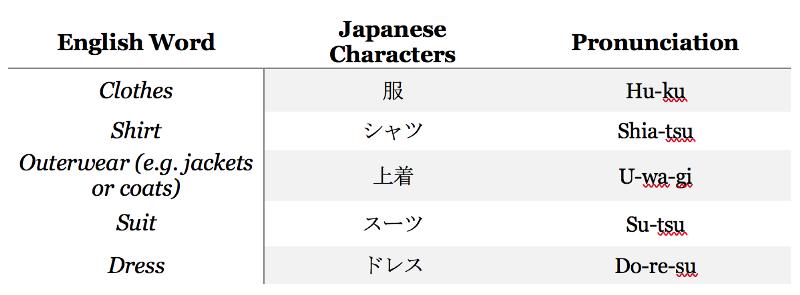 English Word Japanese Characters Pronunciation
Clothes 服 Hu-ku
Shirt シャツ Shia-tsu
Outerwear (e.g. jackets or coats) 上着 U-wa-gi
Suit スーツ Su-tsu
Dress ドレス Do-re-su